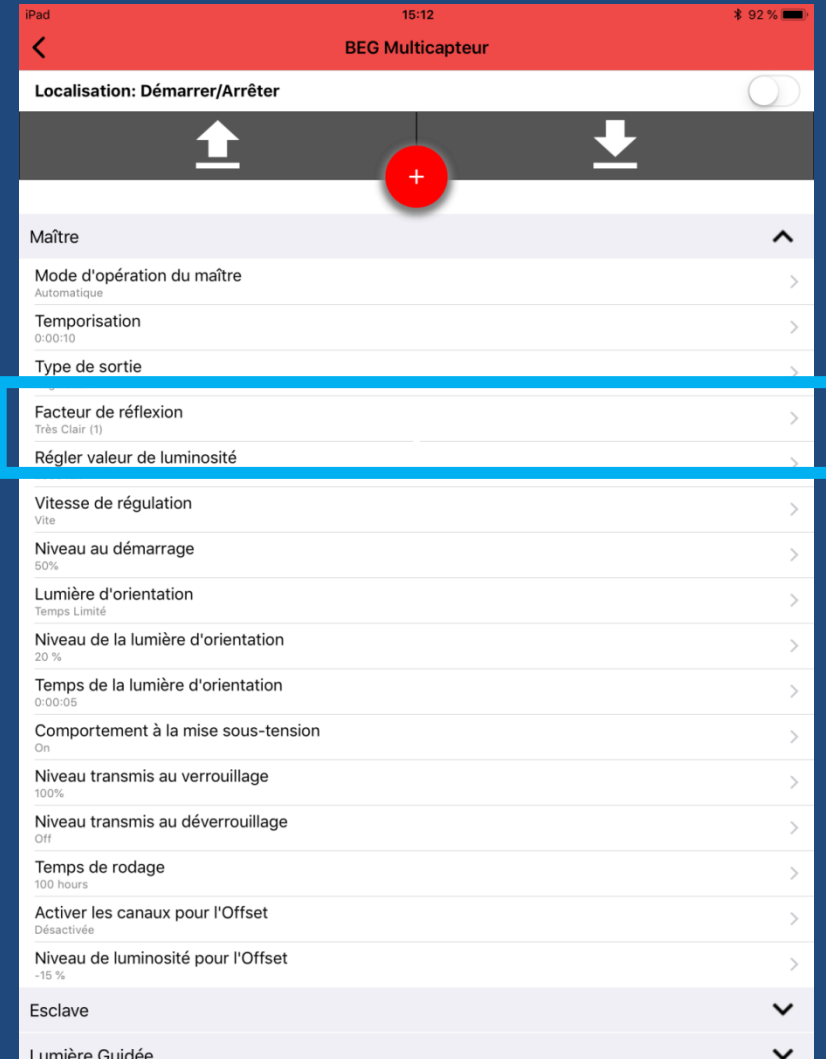 iPad 15:12 92 %
BEG Multicapteur
Localisation: Démarrer/Arrêter
+
Maître
Mode d'opération du maître
Automatique
Temporisation
0:00:10
Type de sortie
Facteur de réflexion
Très Clair (1)
Régler valeur de luminosité
Vitesse de régulation
Vite
Niveau au démarrage
50%
Lumière d'orientation
Temps Limité
Niveau de la lumière d'orientation
20 %
Temps de la lumière d'orientation
0:00:05
Comportement à la mise sous-tension
On
Niveau transmis au verrouillage
100%
Niveau transmis au déverrouillage
Off
Temps de rodage
100 hours
Activer les canaux pour l'Offset
Désactivée
Niveau de luminosité pour l'Offset
-15 %
Esclave
Lumière Guidée